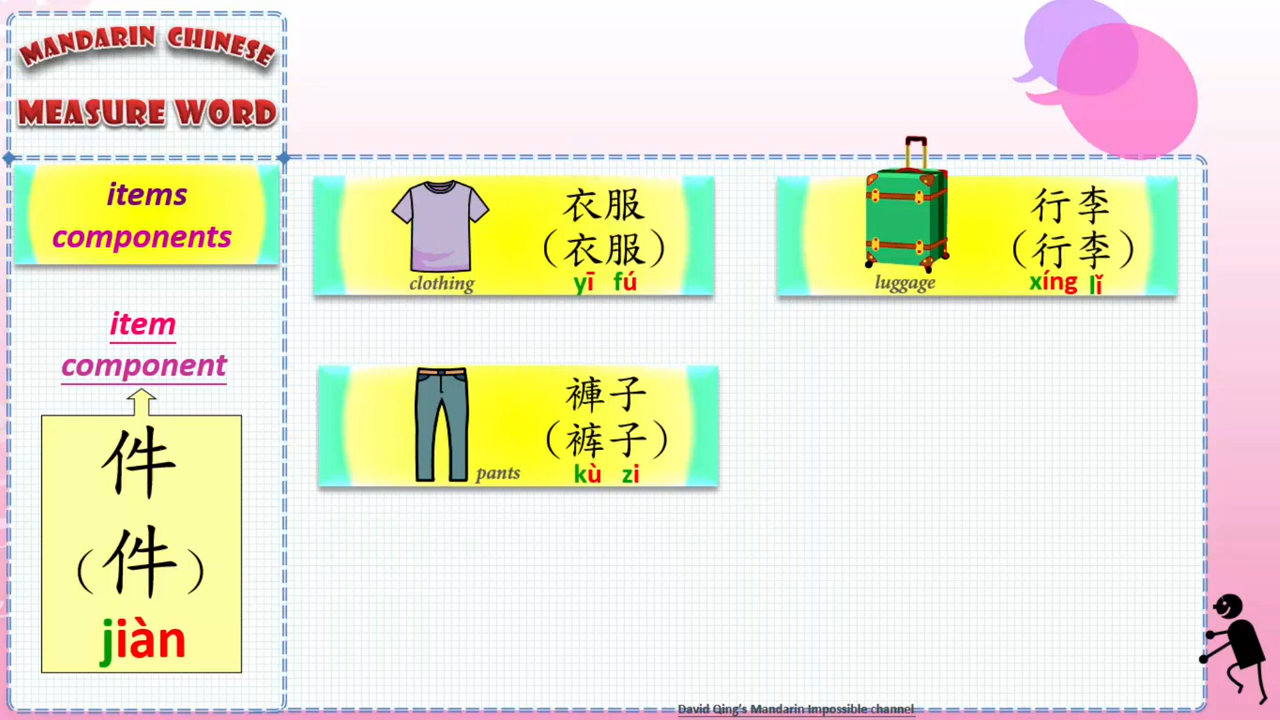 MANDARIN CHINESE
MEASURE WORD
items
components
item
component
件
(件)
jiàn
衣服
(衣服)
yī fú
clothing
行李
(行李)
xíng lǐ
luggage
褲子
(裤子)
kù zi
pants
David Qing's Mandarin Impossible channel